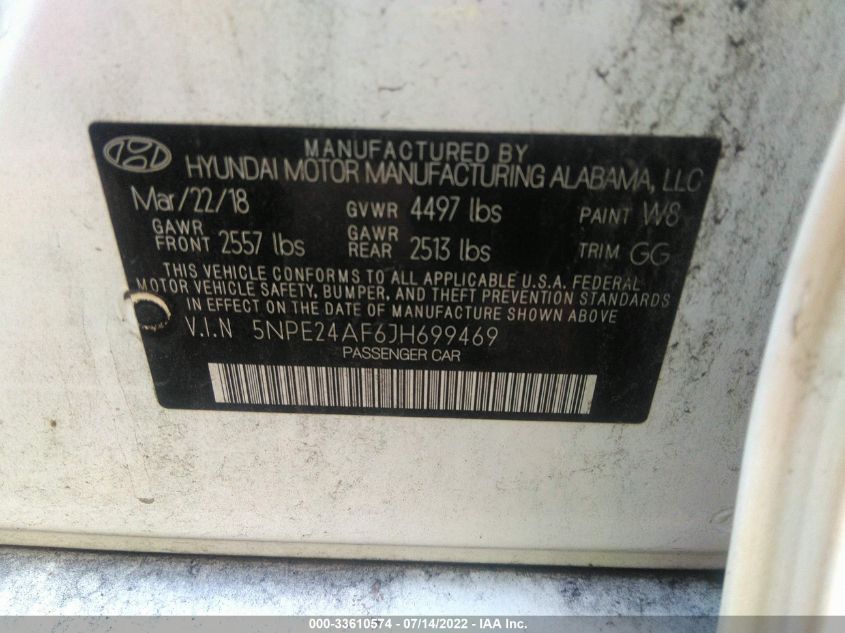 MANUFACTURED BY
HYUNDAI MOTOR MANUFACTURING ALABAMA, LLC
Mar/22/18 GVWR 4497 lbs PAINT W8
GAWR FRONT 2557 lbs GAWR REAR 2513 lbs TRIM GG
THIS VEHICLE CONFORMS TO ALL APPLICABLE U.S.A. FEDERAL
MOTOR VEHICLE SAFETY, BUMPER, AND THEFT PREVENTION STANDARDS
IN EFFECT ON THE DATE OF MANUFACTURE SHOWN ABOVE
V.I.N 5NPE24AF6JH699469
PASSENGER CAR
000-33610574 / 07/14/2022 - IAA Inc.